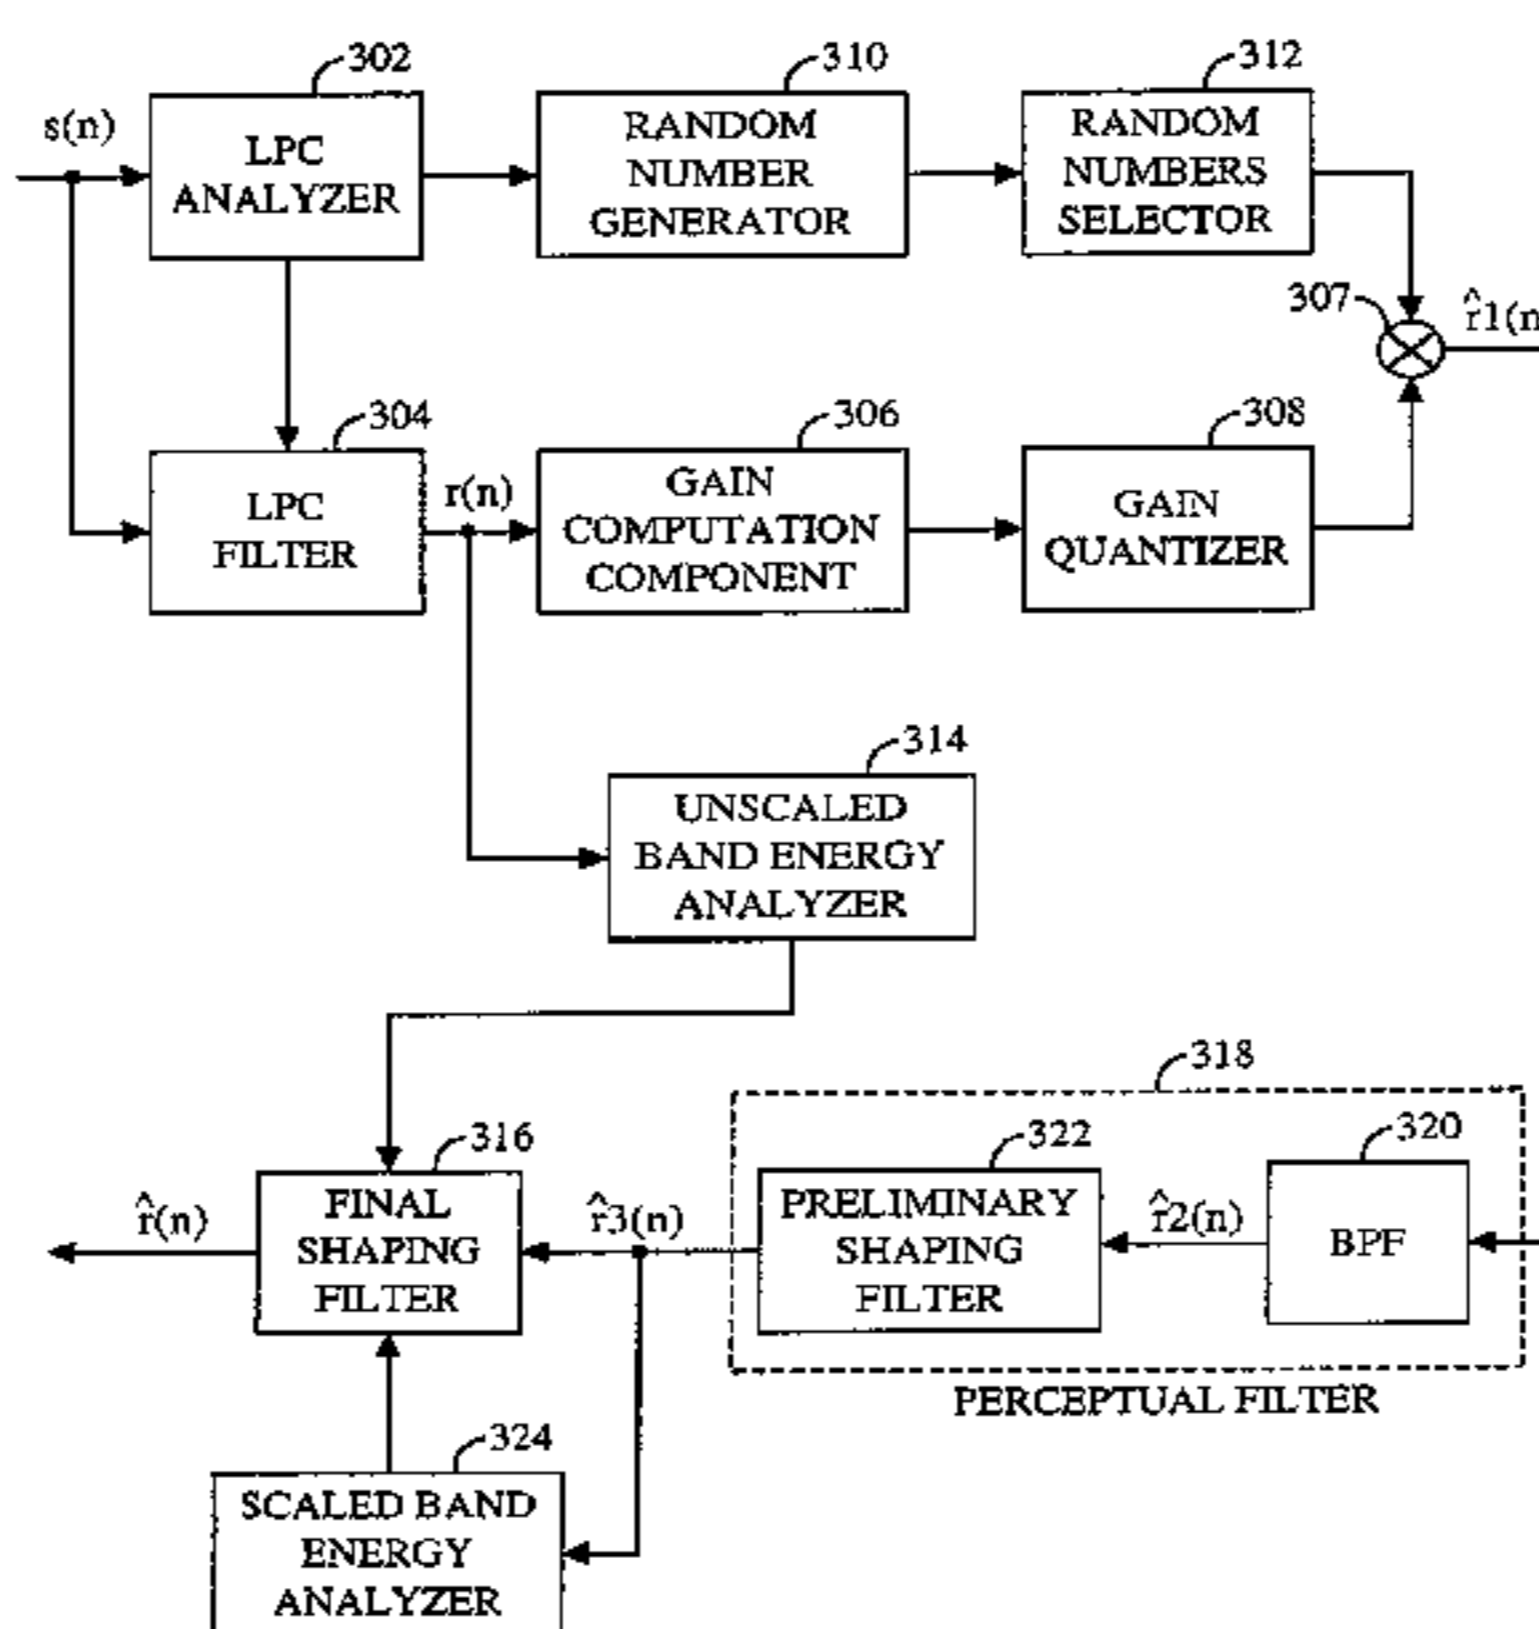 302
310
312
s(n)
LPC
ANALYZER
RANDOM
NUMBER
GENERATOR
RANDOM
NUMBERS
SELECTOR
307
r̂1(n
304
306
308
LPC
FILTER
r(n)
GAIN
COMPUTATION
COMPONENT
GAIN
QUANTIZER
314
UNSCALED
BAND ENERGY
ANALYZER
318
316
322
320
r̂(n)
FINAL
SHAPING
FILTER
r̂3(n)
PRELIMINARY
SHAPING
FILTER
r̂2(n)
BPF
PERCEPTUAL FILTER
324
SCALED BAND
ENERGY
ANALYZER